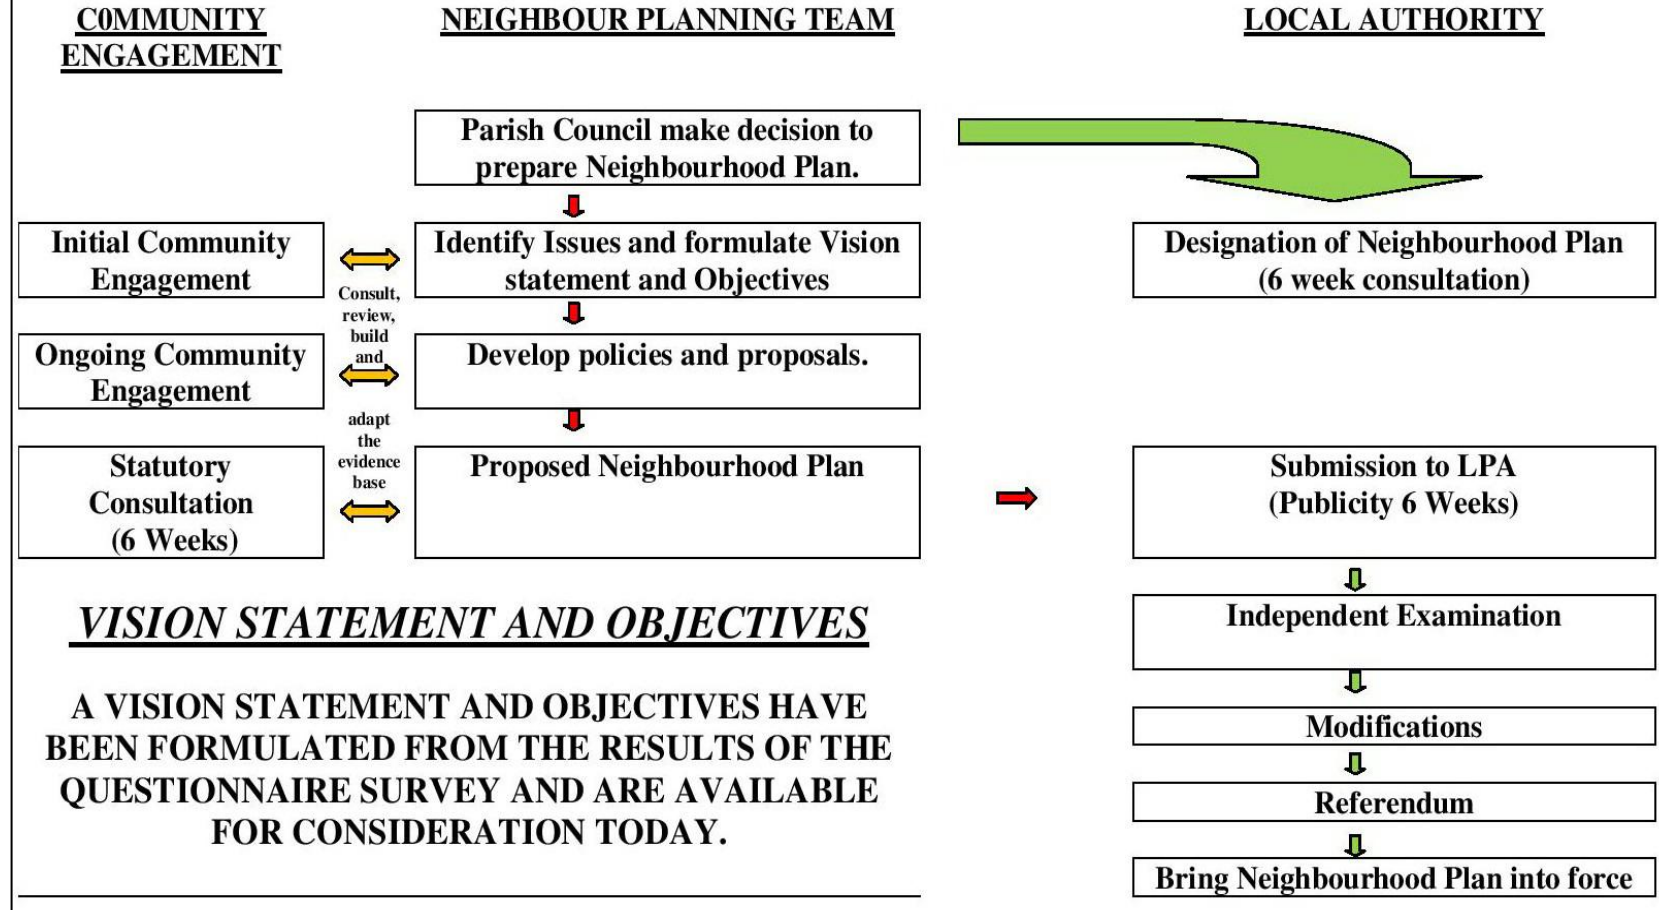 C0MMUNITY
ENGAGEMENT
NEIGHBOUR PLANNING TEAM
LOCAL AUTHORITY
Parish Council make decision to
prepare Neighbourhood Plan.
Initial Community
Engagement
Identify Issues and formulate Vision
statement and Objectives
Designation of Neighbourhood Plan
(6 week consultation)
Consult,
review,
build
and
Ongoing Community
Engagement
Develop policies and proposals.
adapt
the
evidence
base
Statutory
Consultation
(6 Weeks)
Proposed Neighbourhood Plan
Submission to LPA
(Publicity 6 Weeks)
Independent Examination
Modifications
Referendum
Bring Neighbourhood Plan into force
VISION STATEMENT AND OBJECTIVES
A VISION STATEMENT AND OBJECTIVES HAVE
BEEN FORMULATED FROM THE RESULTS OF THE
QUESTIONNAIRE SURVEY AND ARE AVAILABLE
FOR CONSIDERATION TODAY.